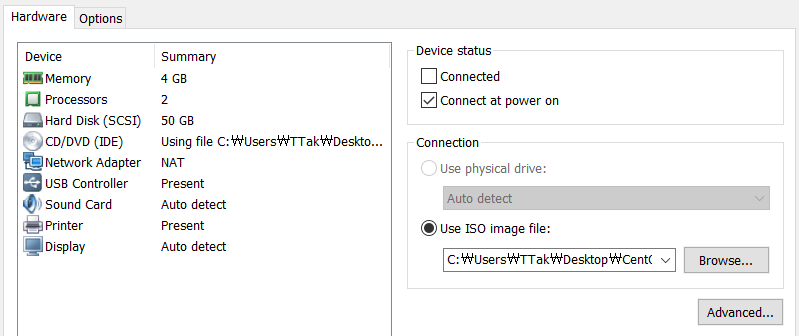 Hardware Options
Device Summary
Memory 4 GB
Processors 2
Hard Disk (SCSI) 50 GB
CD/DVD (IDE) Using file C:₩Users₩TTak₩Deskto...
Network Adapter NAT
USB Controller Present
Sound Card Auto detect
Printer Present
Display Auto detect
Device status
Connected
Connect at power on
Connection
Use physical drive:
Auto detect
Use ISO image file:
C:₩Users₩TTak₩Desktop₩Cent
Browse...
Advanced...